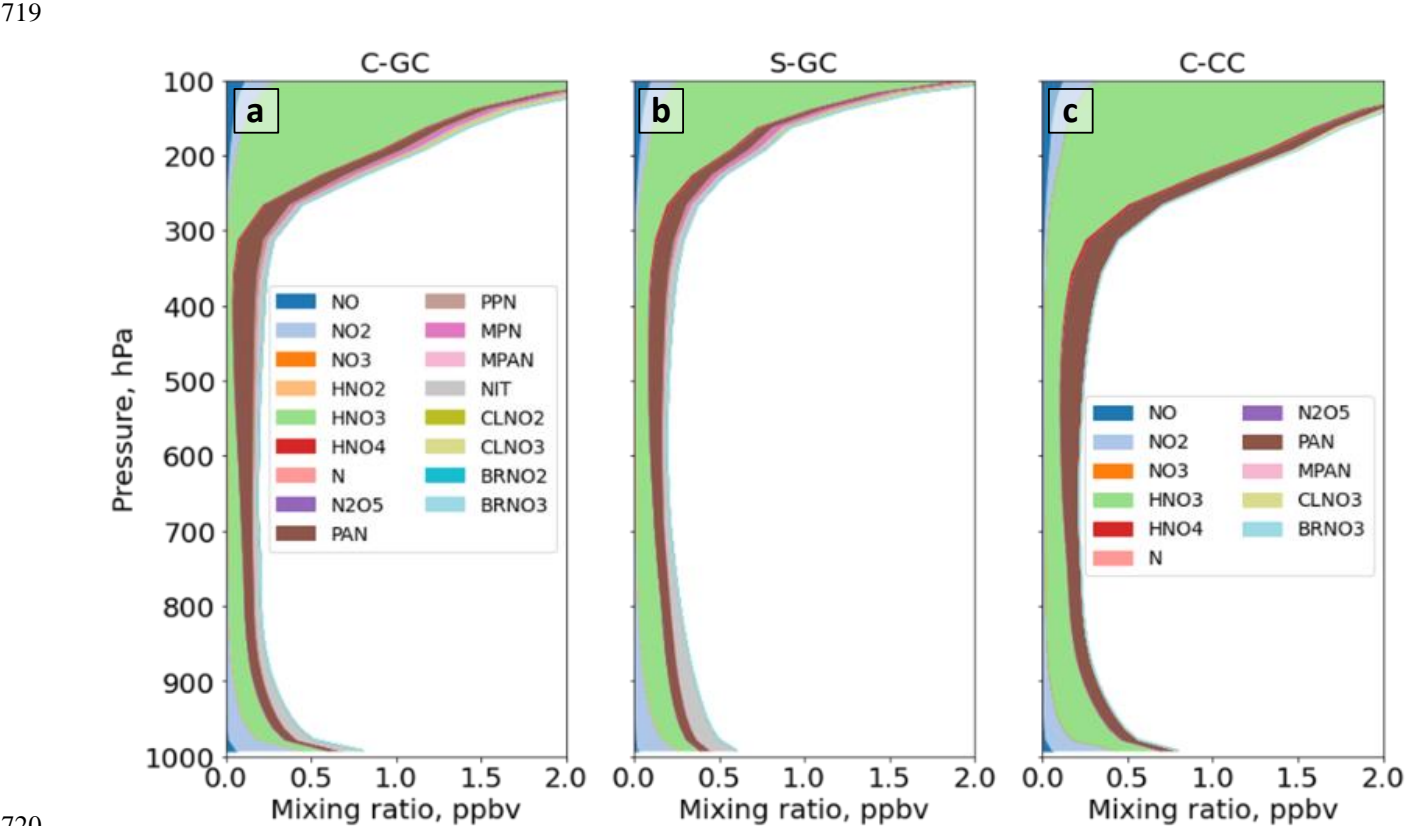 719
C-GC S-GC C-CC
a b c
100
200
300
400
500
600
700
800
900
1000
Pressure, hPa
NO PPN
NO2 MPN
NO3 MPAN
HNO2 NIT
HNO3 CLNO2
HNO4 CLNO3
N BRNO2
N2O5 BRNO3
PAN
NO N2O5
NO2 PAN
NO3 MPAN
HNO3 CLNO3
HNO4 BRNO3
N
0.0 0.5 1.0 1.5 2.0 0.0 0.5 1.0 1.5 2.0 0.0 0.5 1.0 1.5 2.0
Mixing ratio, ppbv Mixing ratio, ppbv Mixing ratio, ppbv
720